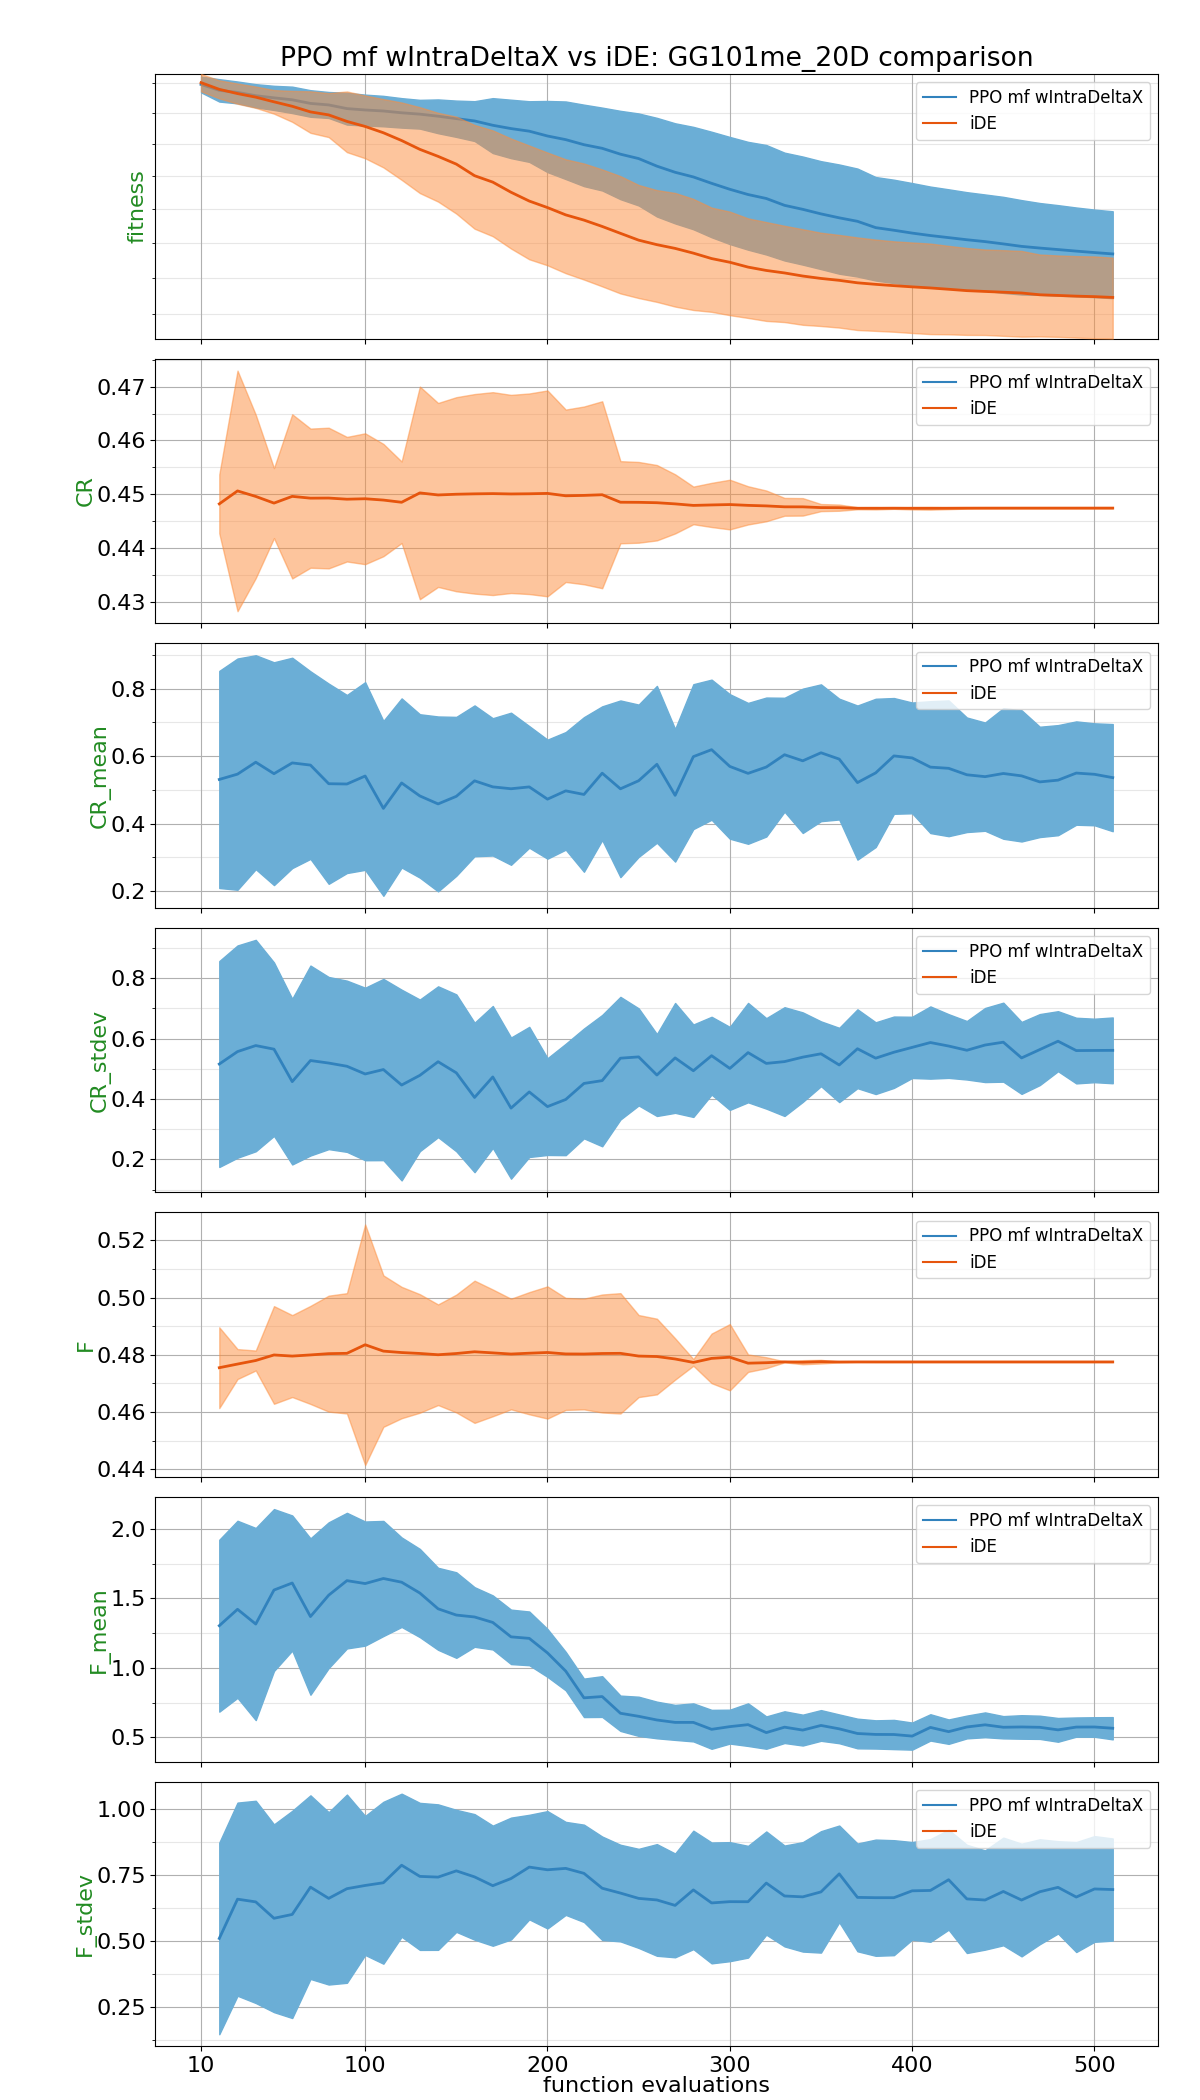 PPO mf wIntraDeltaX vs iDE: GG101me_20D comparison
fitness
PPO mf wIntraDeltaX
iDE
CR
0.47
0.46
0.45
0.44
0.43
PPO mf wIntraDeltaX
iDE
CR_mean
0.8
0.6
0.4
0.2
PPO mf wIntraDeltaX
iDE
CR_stdev
0.8
0.6
0.4
0.2
PPO mf wIntraDeltaX
iDE
F
0.52
0.50
0.48
0.46
0.44
PPO mf wIntraDeltaX
iDE
F_mean
2.0
1.5
1.0
0.5
PPO mf wIntraDeltaX
iDE
F_stdev
1.00
0.75
0.50
0.25
PPO mf wIntraDeltaX
iDE
10 100 200 300 400 500
function evaluations